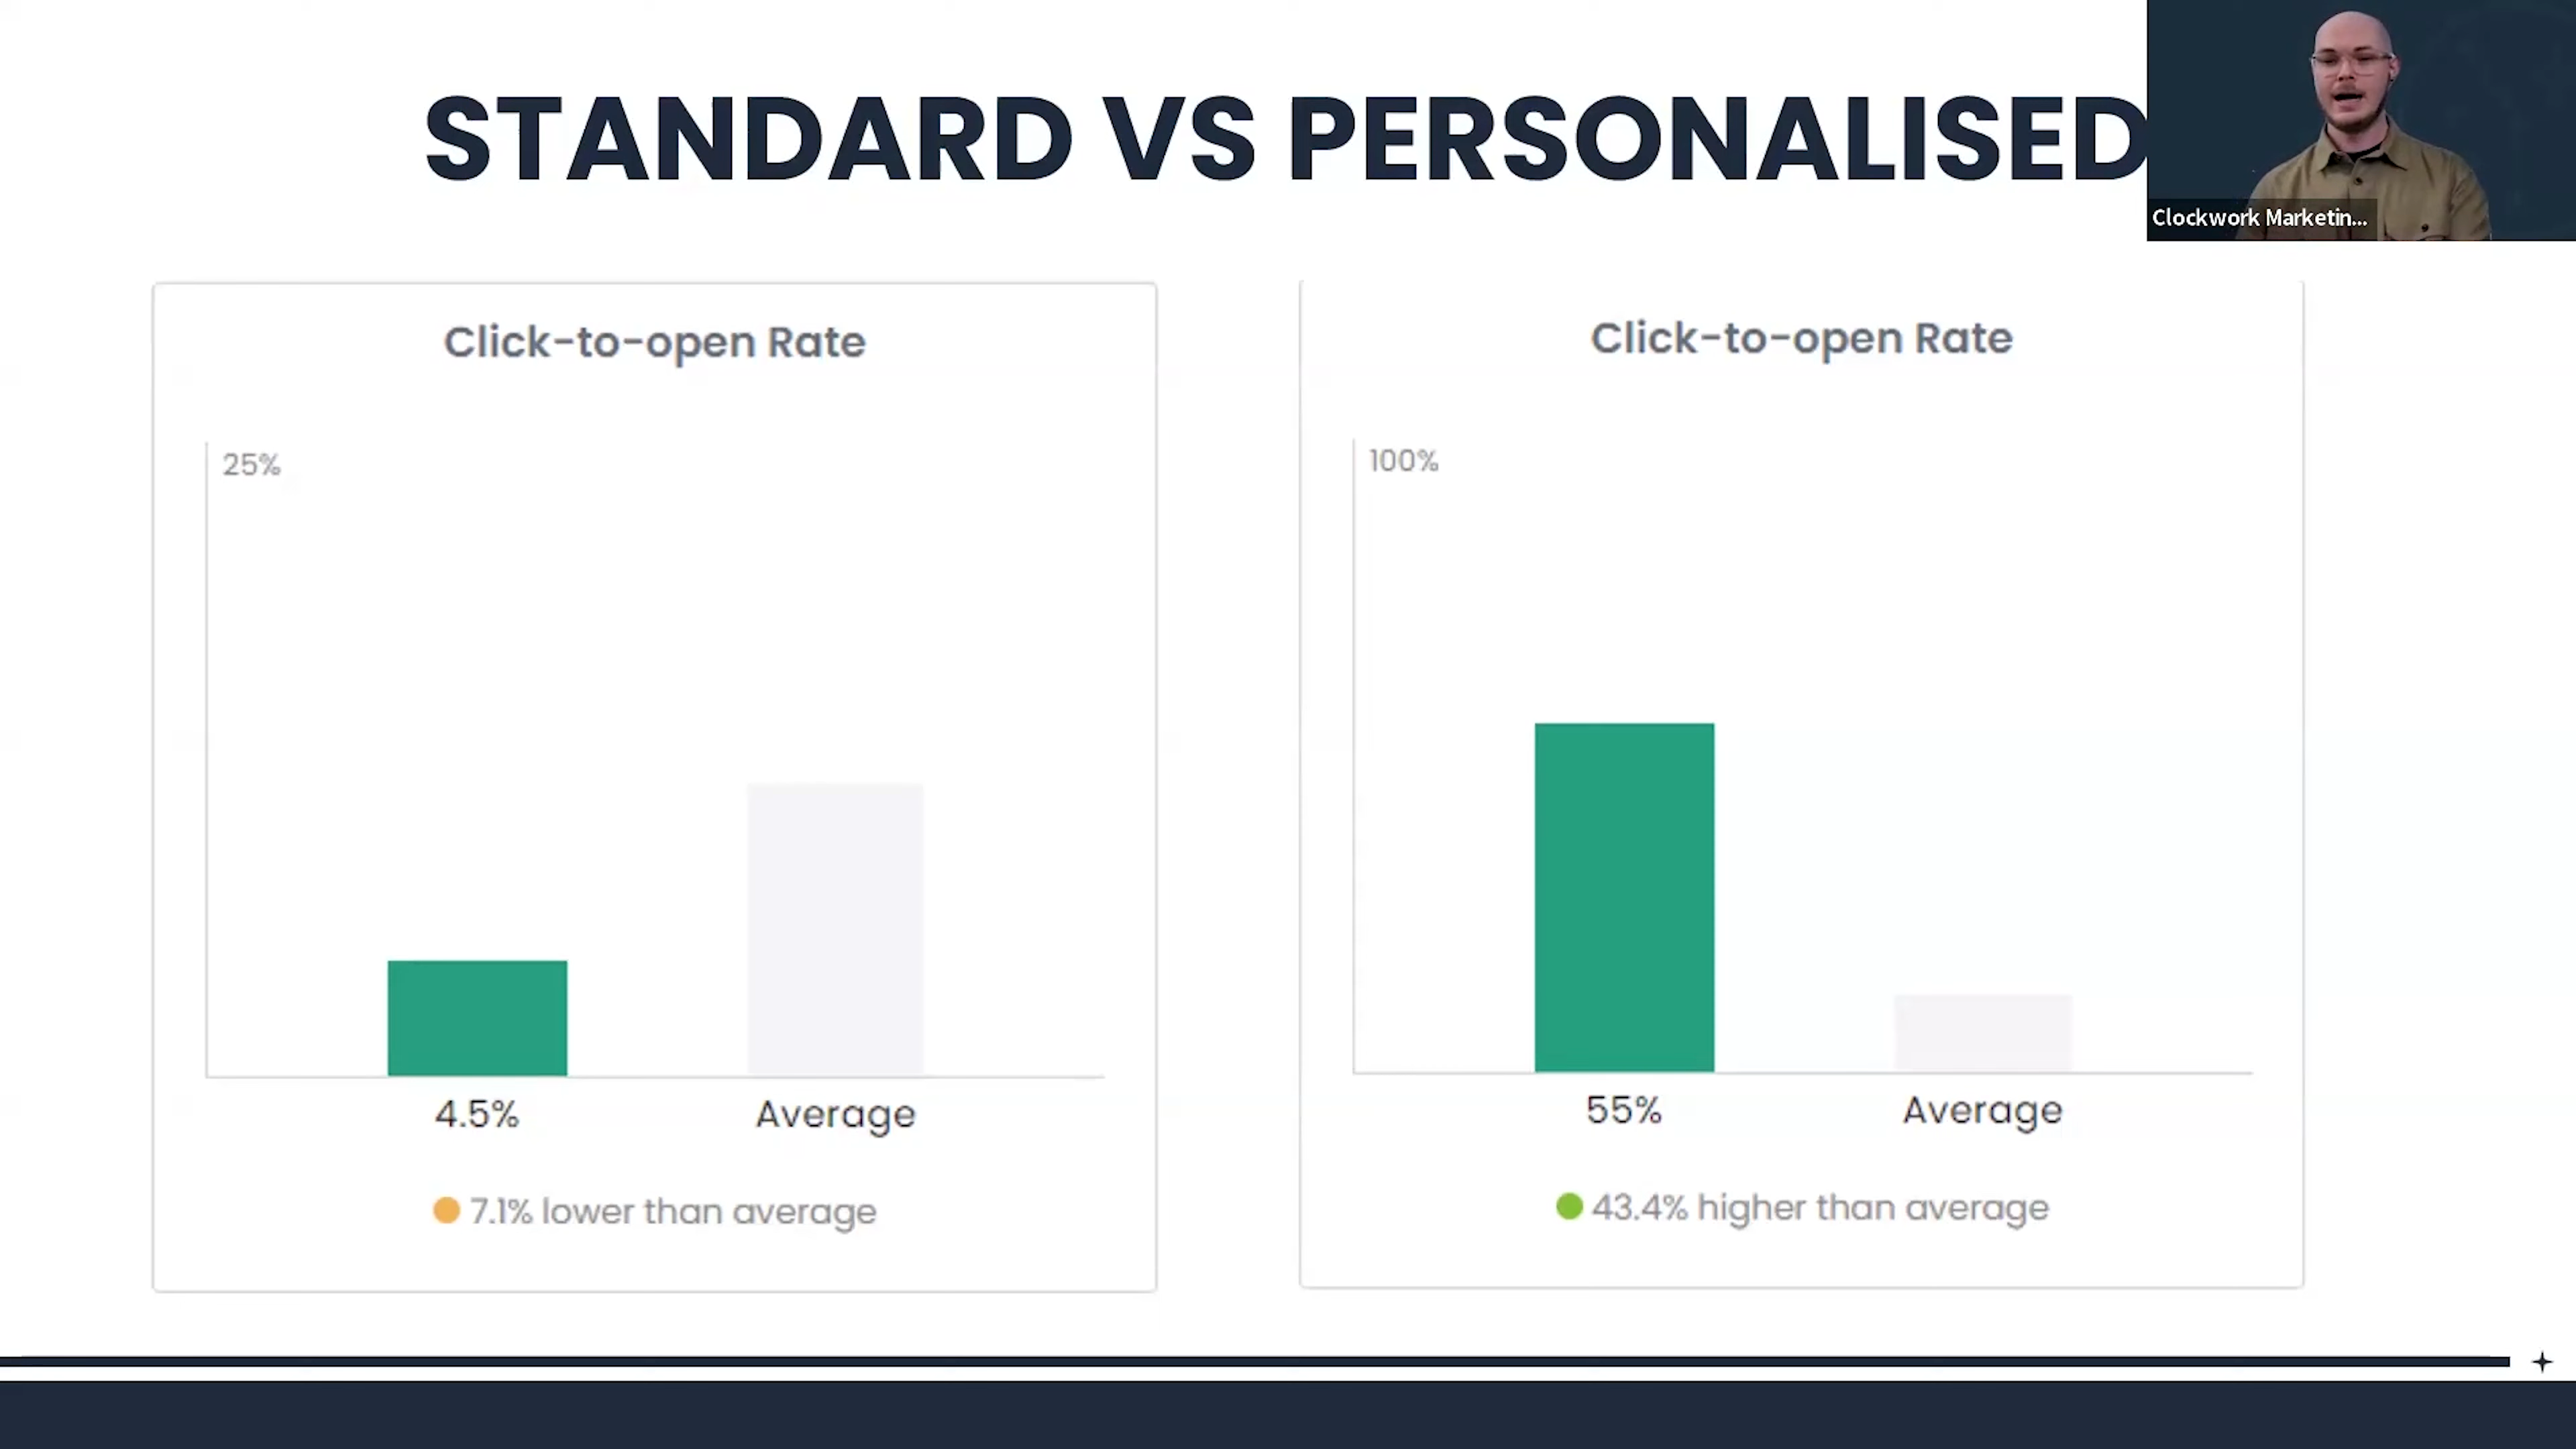 STANDARD VS PERSONALISED
Clockwork Marketin...
Click-to-open Rate
25%
4.5%
Average
7.1% lower than average
Click-to-open Rate
100%
55%
Average
43.4% higher than average